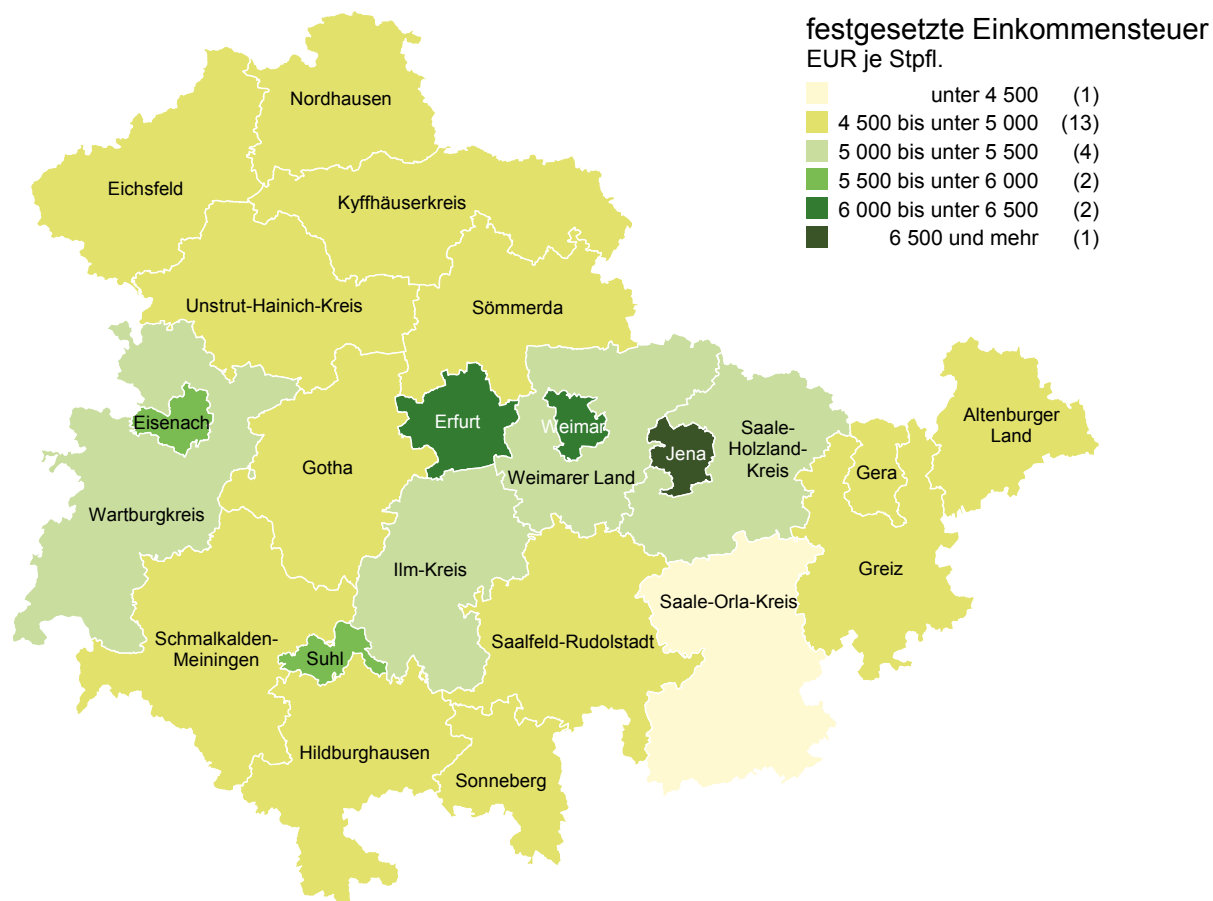 festgesetzte Einkommensteuer
EUR je Stpfl.
unter 4 500 (1)
4 500 bis unter 5 000 (13)
5 000 bis unter 5 500 (4)
5 500 bis unter 6 000 (2)
6 000 bis unter 6 500 (2)
6 500 und mehr (1)
Nordhausen
Eichsfeld
Kyffhäuserkreis
Unstrut-Hainich-Kreis
Sömmerda
Eisenach
Erfurt
Weimar
Altenburger
Land
Saale-
Holzland-
Kreis
Jena
Gotha
Weimarer Land
Gera
Wartburgkreis
Ilm-Kreis
Greiz
Saale-Orla-Kreis
Schmalkalden-
Meiningen
Suhl
Saalfeld-Rudolstadt
Hildburghausen
Sonneberg